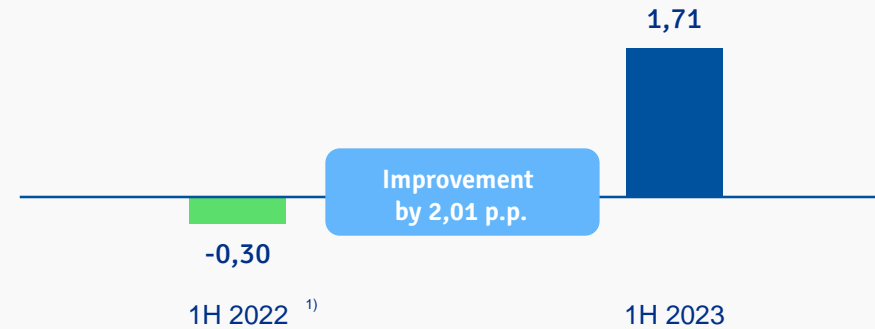 1,71
Improvement
by 2,01 p.p.
-0,30
1H 2022 1)
1H 2023